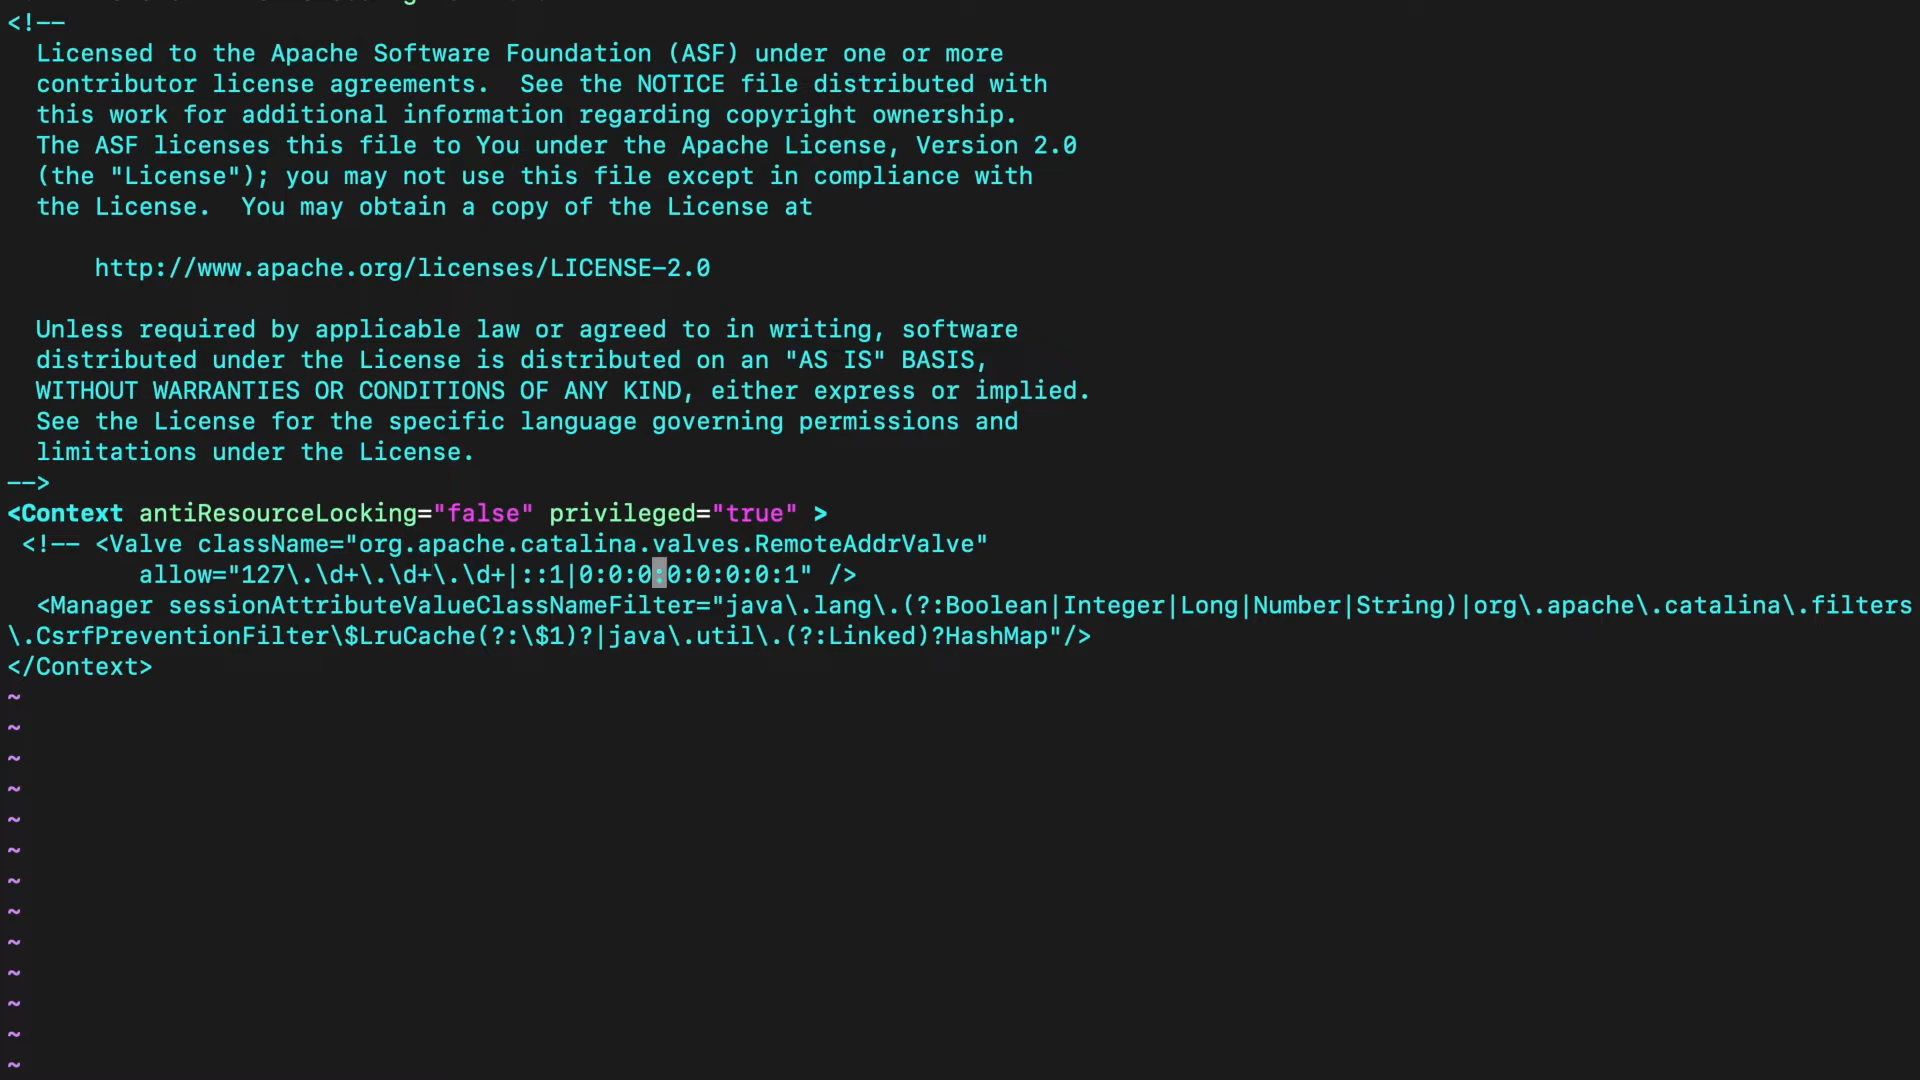 <!--
  Licensed to the Apache Software Foundation (ASF) under one or more
  contributor license agreements.  See the NOTICE file distributed with
  this work for additional information regarding copyright ownership.
  The ASF licenses this file to You under the Apache License, Version 2.0
  (the "License"); you may not use this file except in compliance with
  the License.  You may obtain a copy of the License at

      http://www.apache.org/licenses/LICENSE-2.0

  Unless required by applicable law or agreed to in writing, software
  distributed under the License is distributed on an "AS IS" BASIS,
  WITHOUT WARRANTIES OR CONDITIONS OF ANY KIND, either express or implied.
  See the License for the specific language governing permissions and
  limitations under the License.
-->
<Context antiResourceLocking="false" privileged="true" >
 <!-- <Valve className="org.apache.catalina.valves.RemoteAddrValve"
         allow="127\.\d+\.\d+\.\d+|::1|0:0:0:0:0:0:0:1" />
  <Manager sessionAttributeValueClassNameFilter="java\.lang\.(?:Boolean|Integer|Long|Number|String)|org\.apache\.catalina\.filters
\.CsrfPreventionFilter\$LruCache(?:\$1)?|java\.util\.(?:Linked)?HashMap"/>
</Context>
~
~
~
~
~
~
~
~
~
~
~
~
~